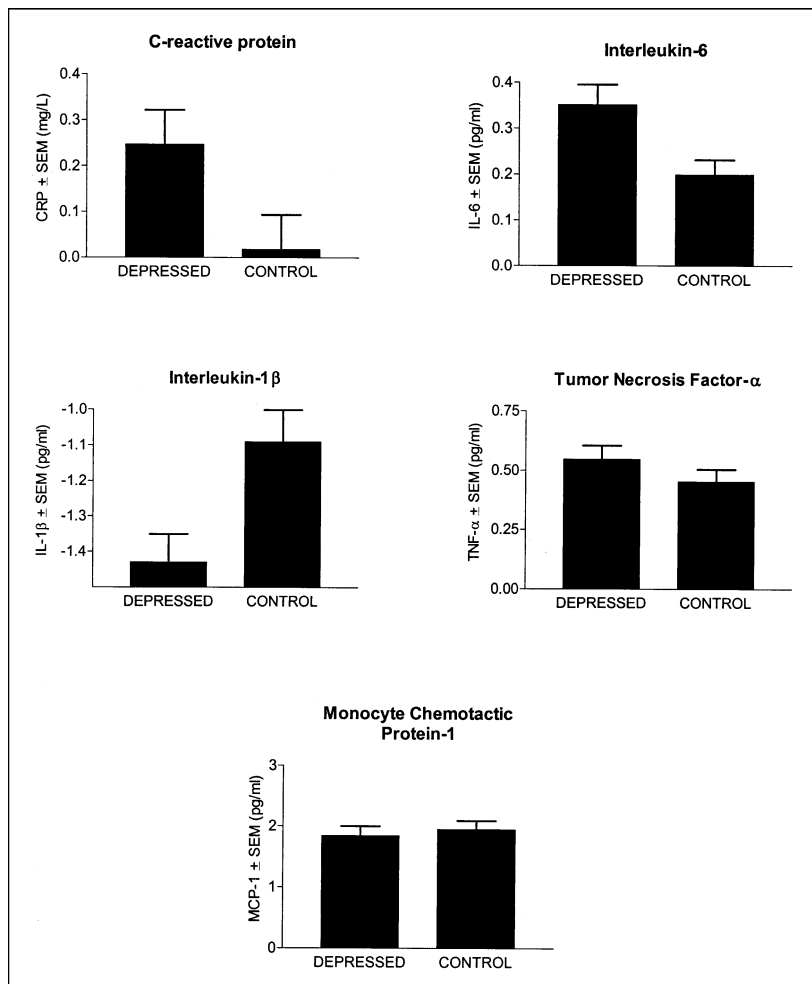 C-reactive protein
CRP ± SEM (mg/L)
0.4
0.3
0.2
0.1
0.0
DEPRESSED CONTROL
Interleukin-6
IL-6 ± SEM (pg/ml)
0.4
0.3
0.2
0.1
0.0
DEPRESSED CONTROL
Interleukin-1β
IL-1β ± SEM (pg/ml)
-1.0
-1.1
-1.2
-1.3
-1.4
DEPRESSED CONTROL
Tumor Necrosis Factor-α
TNF-α ± SEM (pg/ml)
0.75
0.50
0.25
0.00
DEPRESSED CONTROL
Monocyte Chemotactic
Protein-1
MCP-1 ± SEM (pg/ml)
3
2
1
0
DEPRESSED CONTROL